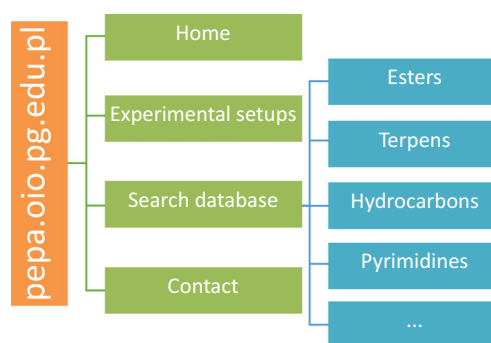 pepa.oio.pg.edu.pl
Home
Experimental setups
Search database
Contact
Esters
Terpens
Hydrocarbons
Pyrimidines
...